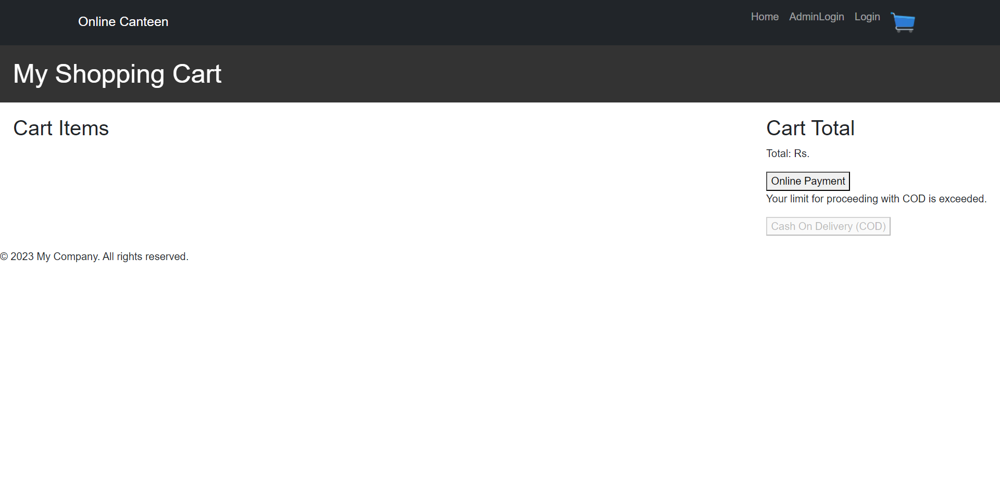 Online Canteen
Home AdminLogin Login
My Shopping Cart
Cart Items
Cart Total
Total: Rs.
Online Payment
Your limit for proceeding with COD is exceeded.
Cash On Delivery (COD)
© 2023 My Company. All rights reserved.